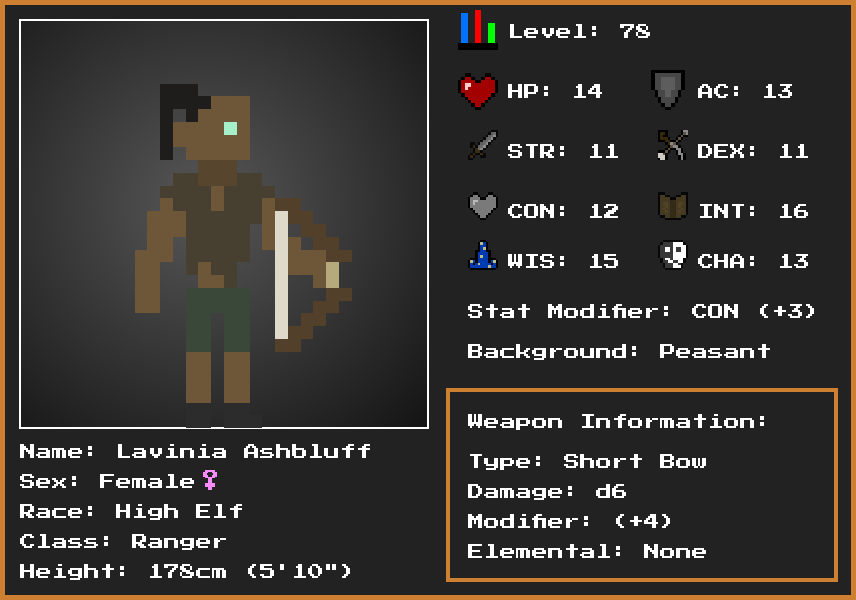 Level: 78
HP: 14 AC: 13
STR: 11 DEX: 11
CON: 12 INT: 16
WIS: 15 CHA: 13
Stat Modifier: CON (+3)
Background: Peasant
Weapon Information:
Type: Short Bow
Damage: d6
Modifier: (+4)
Elemental: None
Name: Lavinia Ashbluff
Sex: Female♀
Race: High Elf
Class: Ranger
Height: 178cm (5'10")